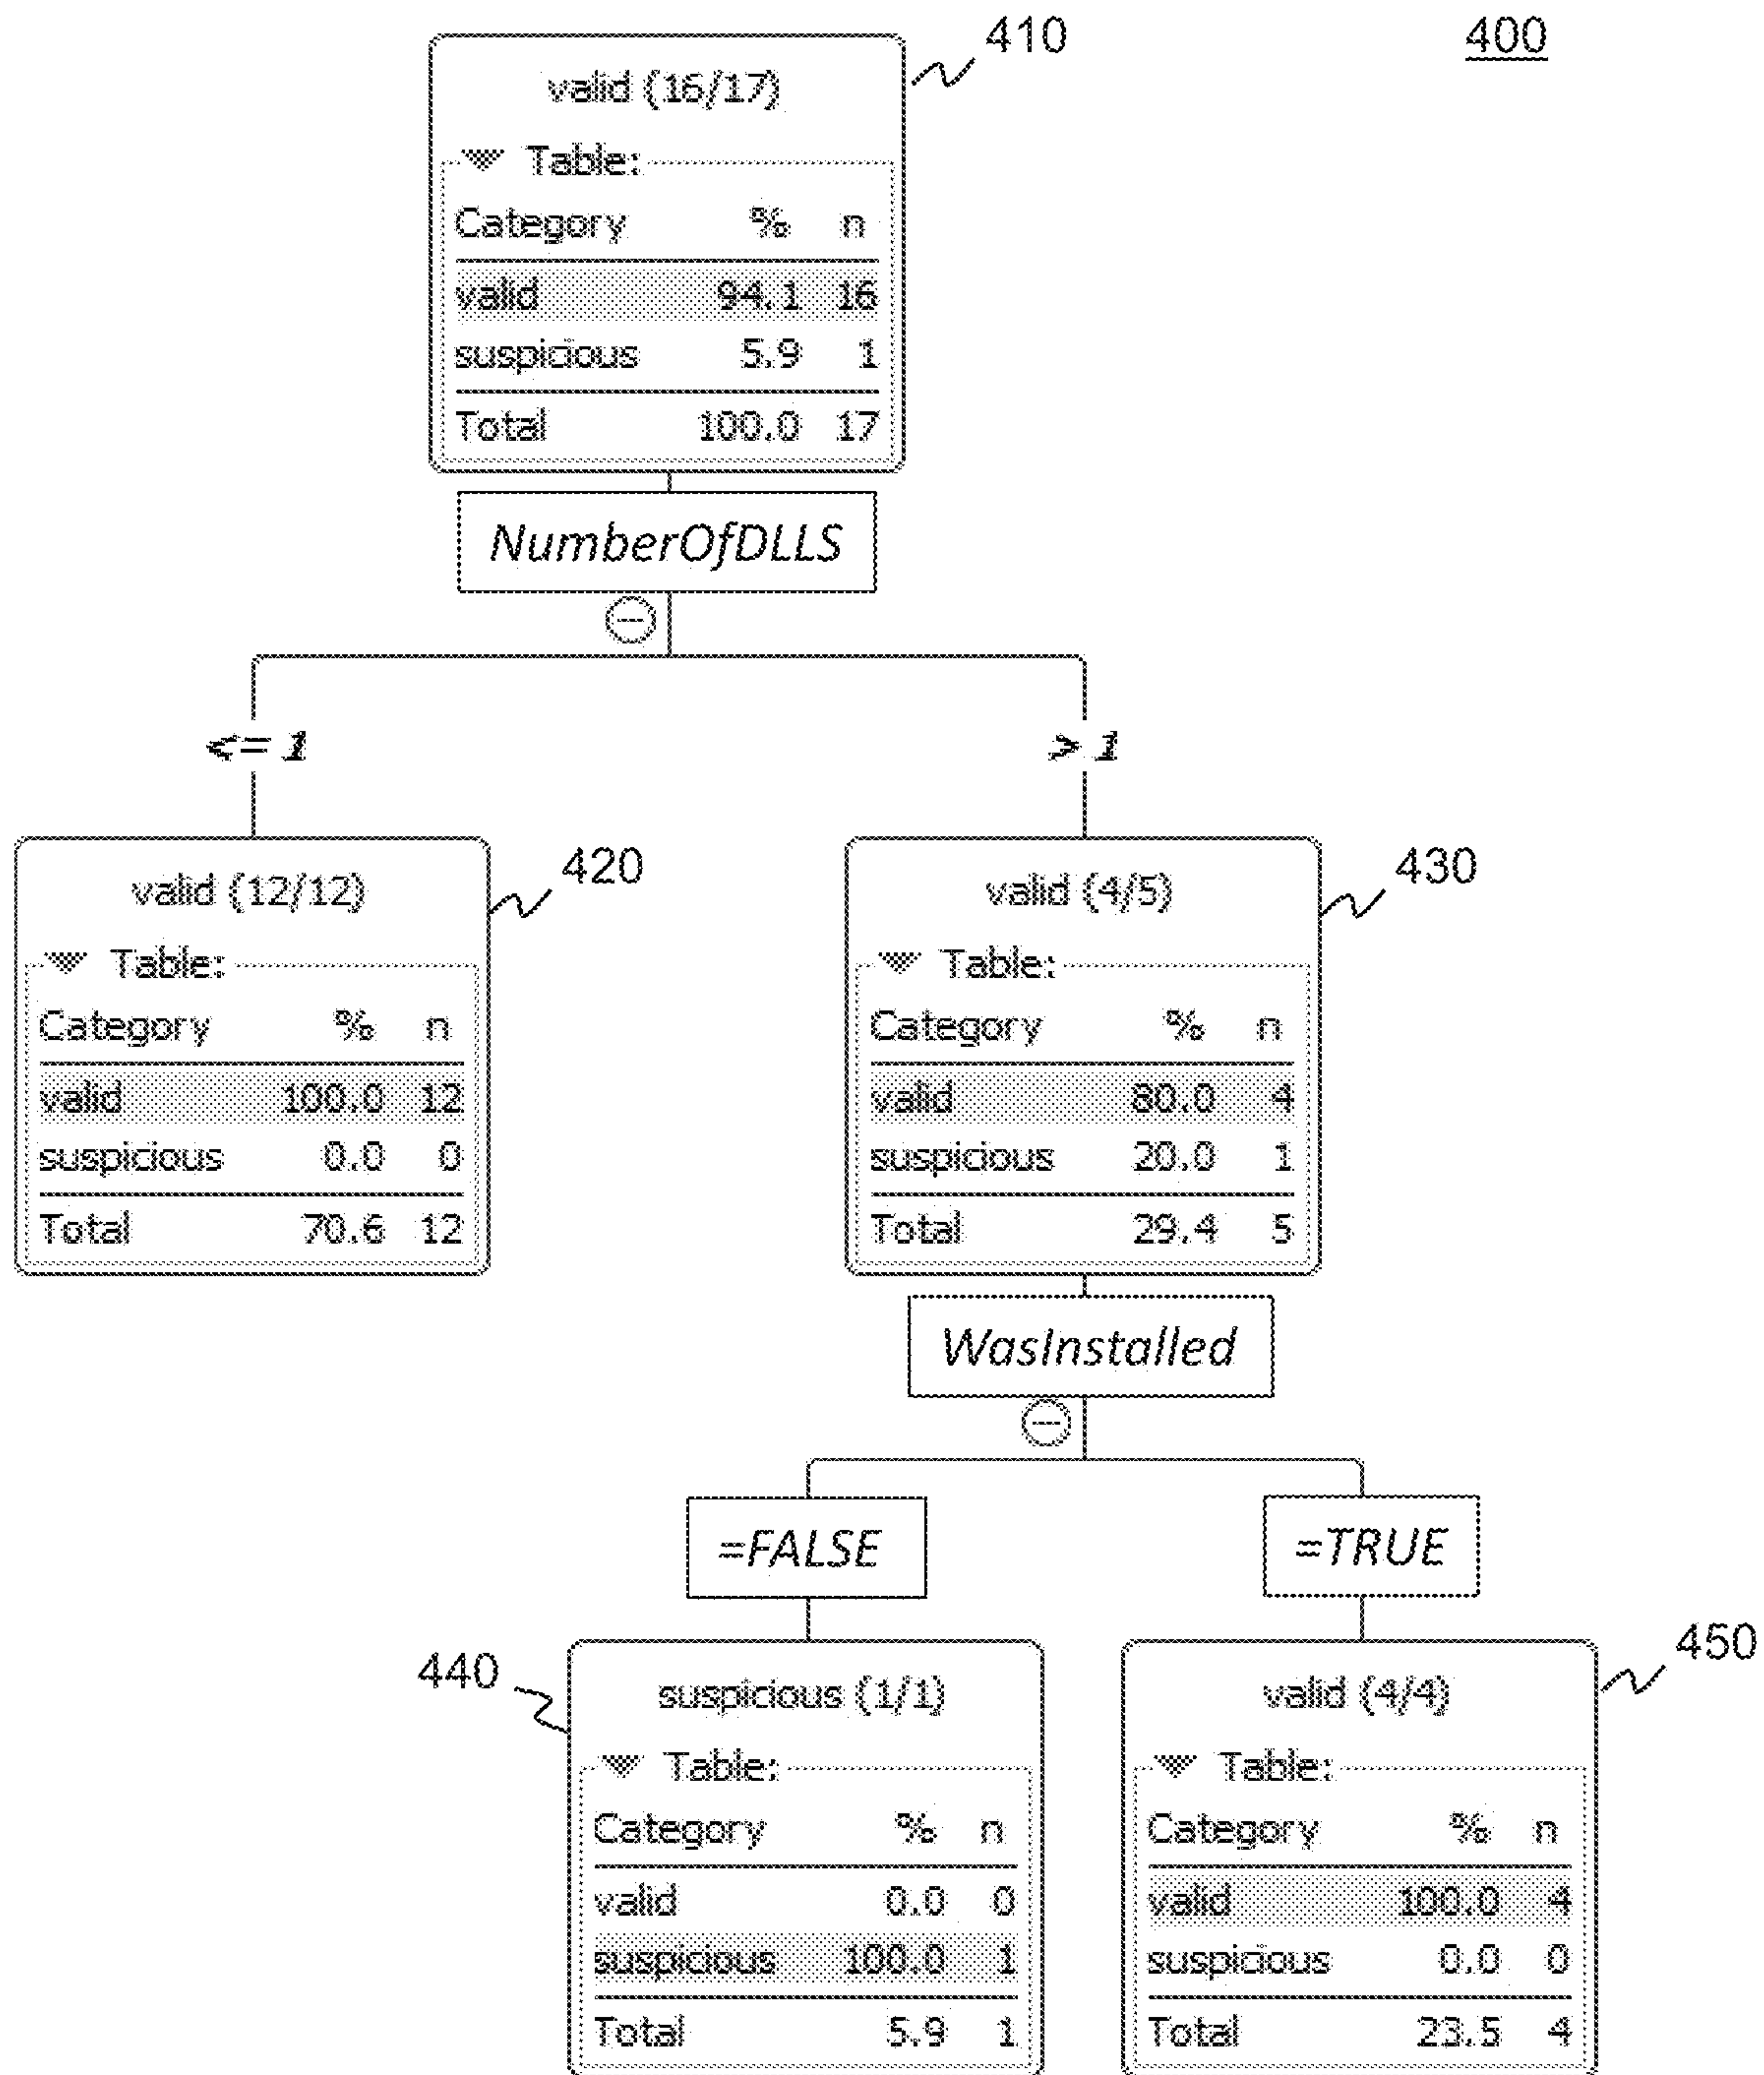 400
410
valid (16/17)
Table:
Category % n
valid 94.1 16
suspicious 5.9 1
Total 100.0 17
NumberOfDLLS
<= 1
> 1
420
valid (12/12)
Table:
Category % n
valid 100.0 12
suspicious 0.0 0
Total 70.6 12
430
valid (4/5)
Table:
Category % n
valid 80.0 4
suspicious 20.0 1
Total 29.4 5
WasInstalled
=FALSE
=TRUE
440
suspicious (1/1)
Table:
Category % n
valid 0.0 0
suspicious 100.0 1
Total 5.9 1
450
valid (4/4)
Table:
Category % n
valid 100.0 4
suspicious 0.0 0
Total 23.5 4